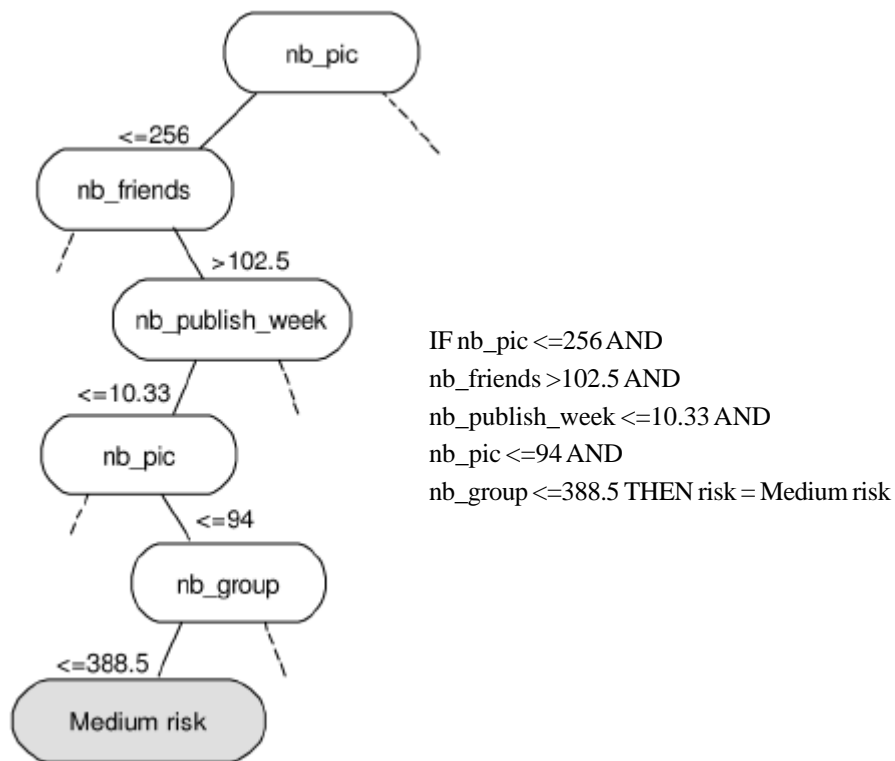 nb_pic
<=256
nb_friends
>102.5
nb_publish_week
<=10.33
nb_pic
<=94
nb_group
<=388.5
Medium risk
IF nb_pic <=256 AND
nb_friends >102.5 AND
nb_publish_week <=10.33 AND
nb_pic <=94 AND
nb_group <=388.5 THEN risk = Medium risk